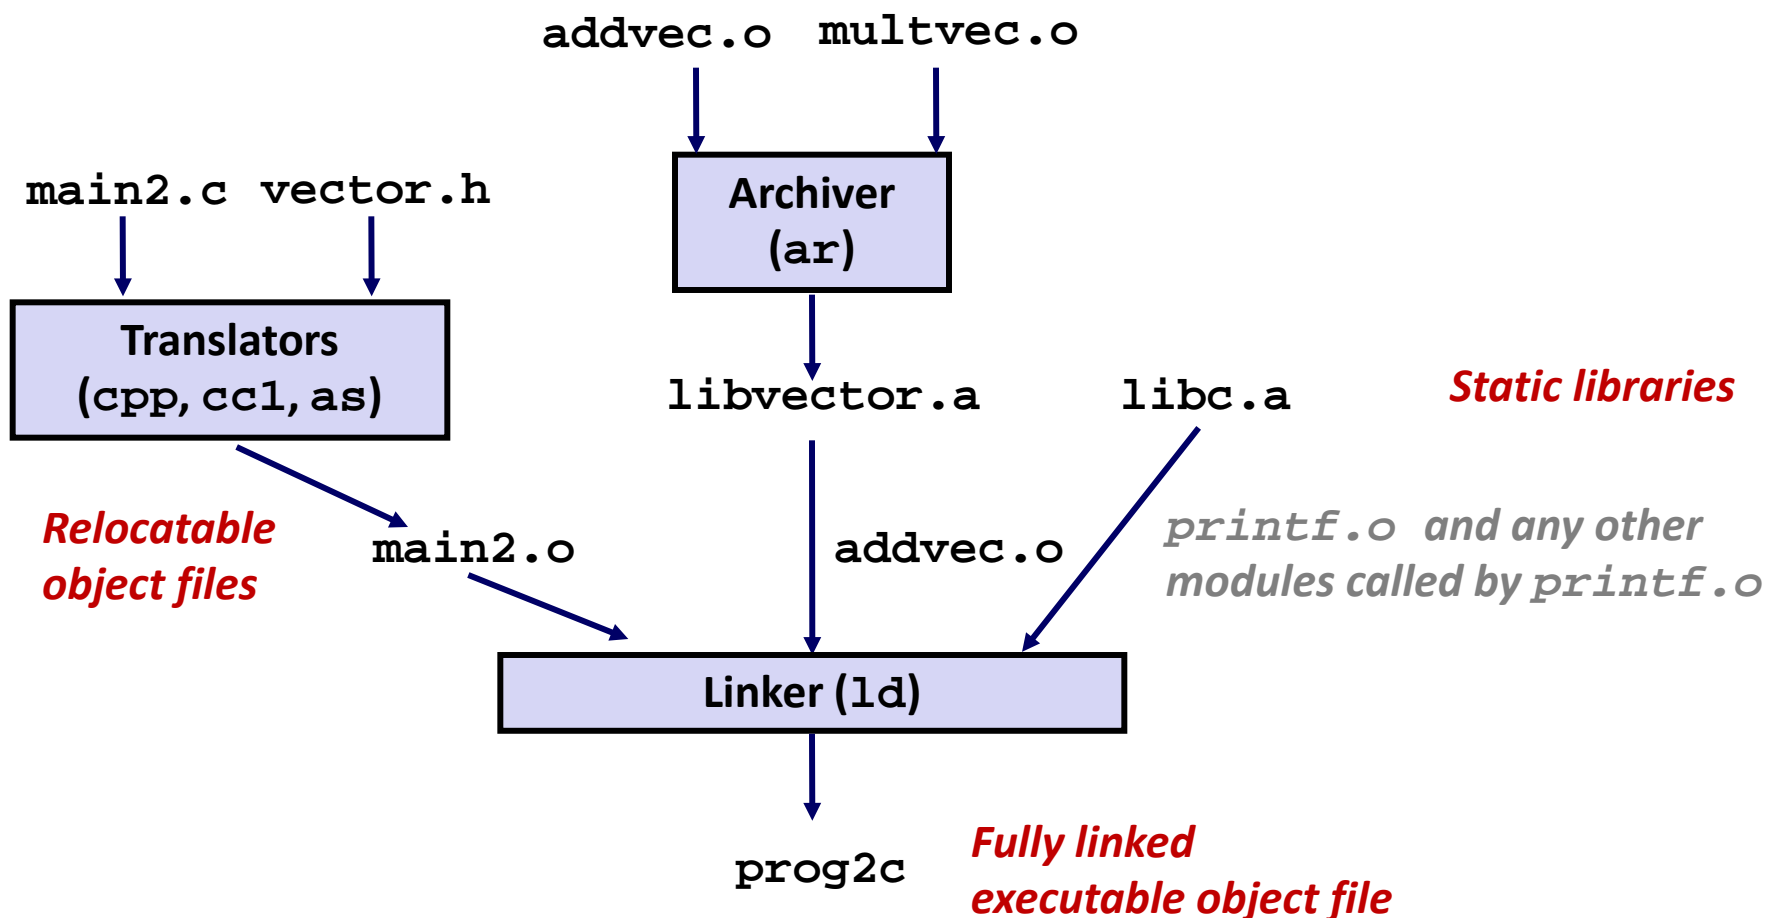 addvec.o multvec.o
main2.c vector.h
Archiver
(ar)
Translators
(cpp, cc1, as)
libvector.a libc.a Static libraries
Relocatable
object files
main2.o addvec.o
printf.o and any other
modules called by printf.o
Linker (ld)
prog2c
Fully linked
executable object file